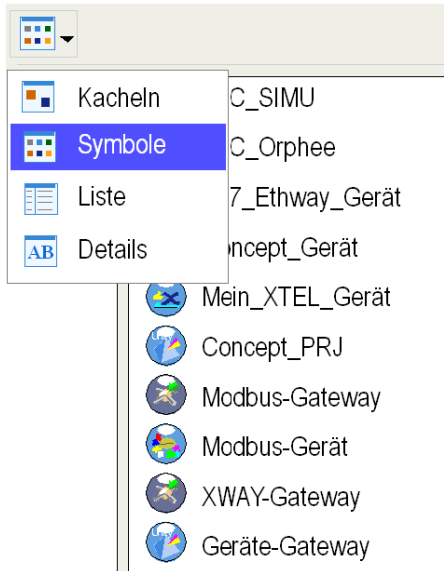 Kacheln
Symbole
Liste
AB Details
C_SIMU
C_Orphee
7_Ethway_Gerät
oncept_Gerät
Mein_XTEL_Gerät
Concept_PRJ
Modbus-Gateway
Modbus-Gerät
XWAY-Gateway
Geräte-Gateway